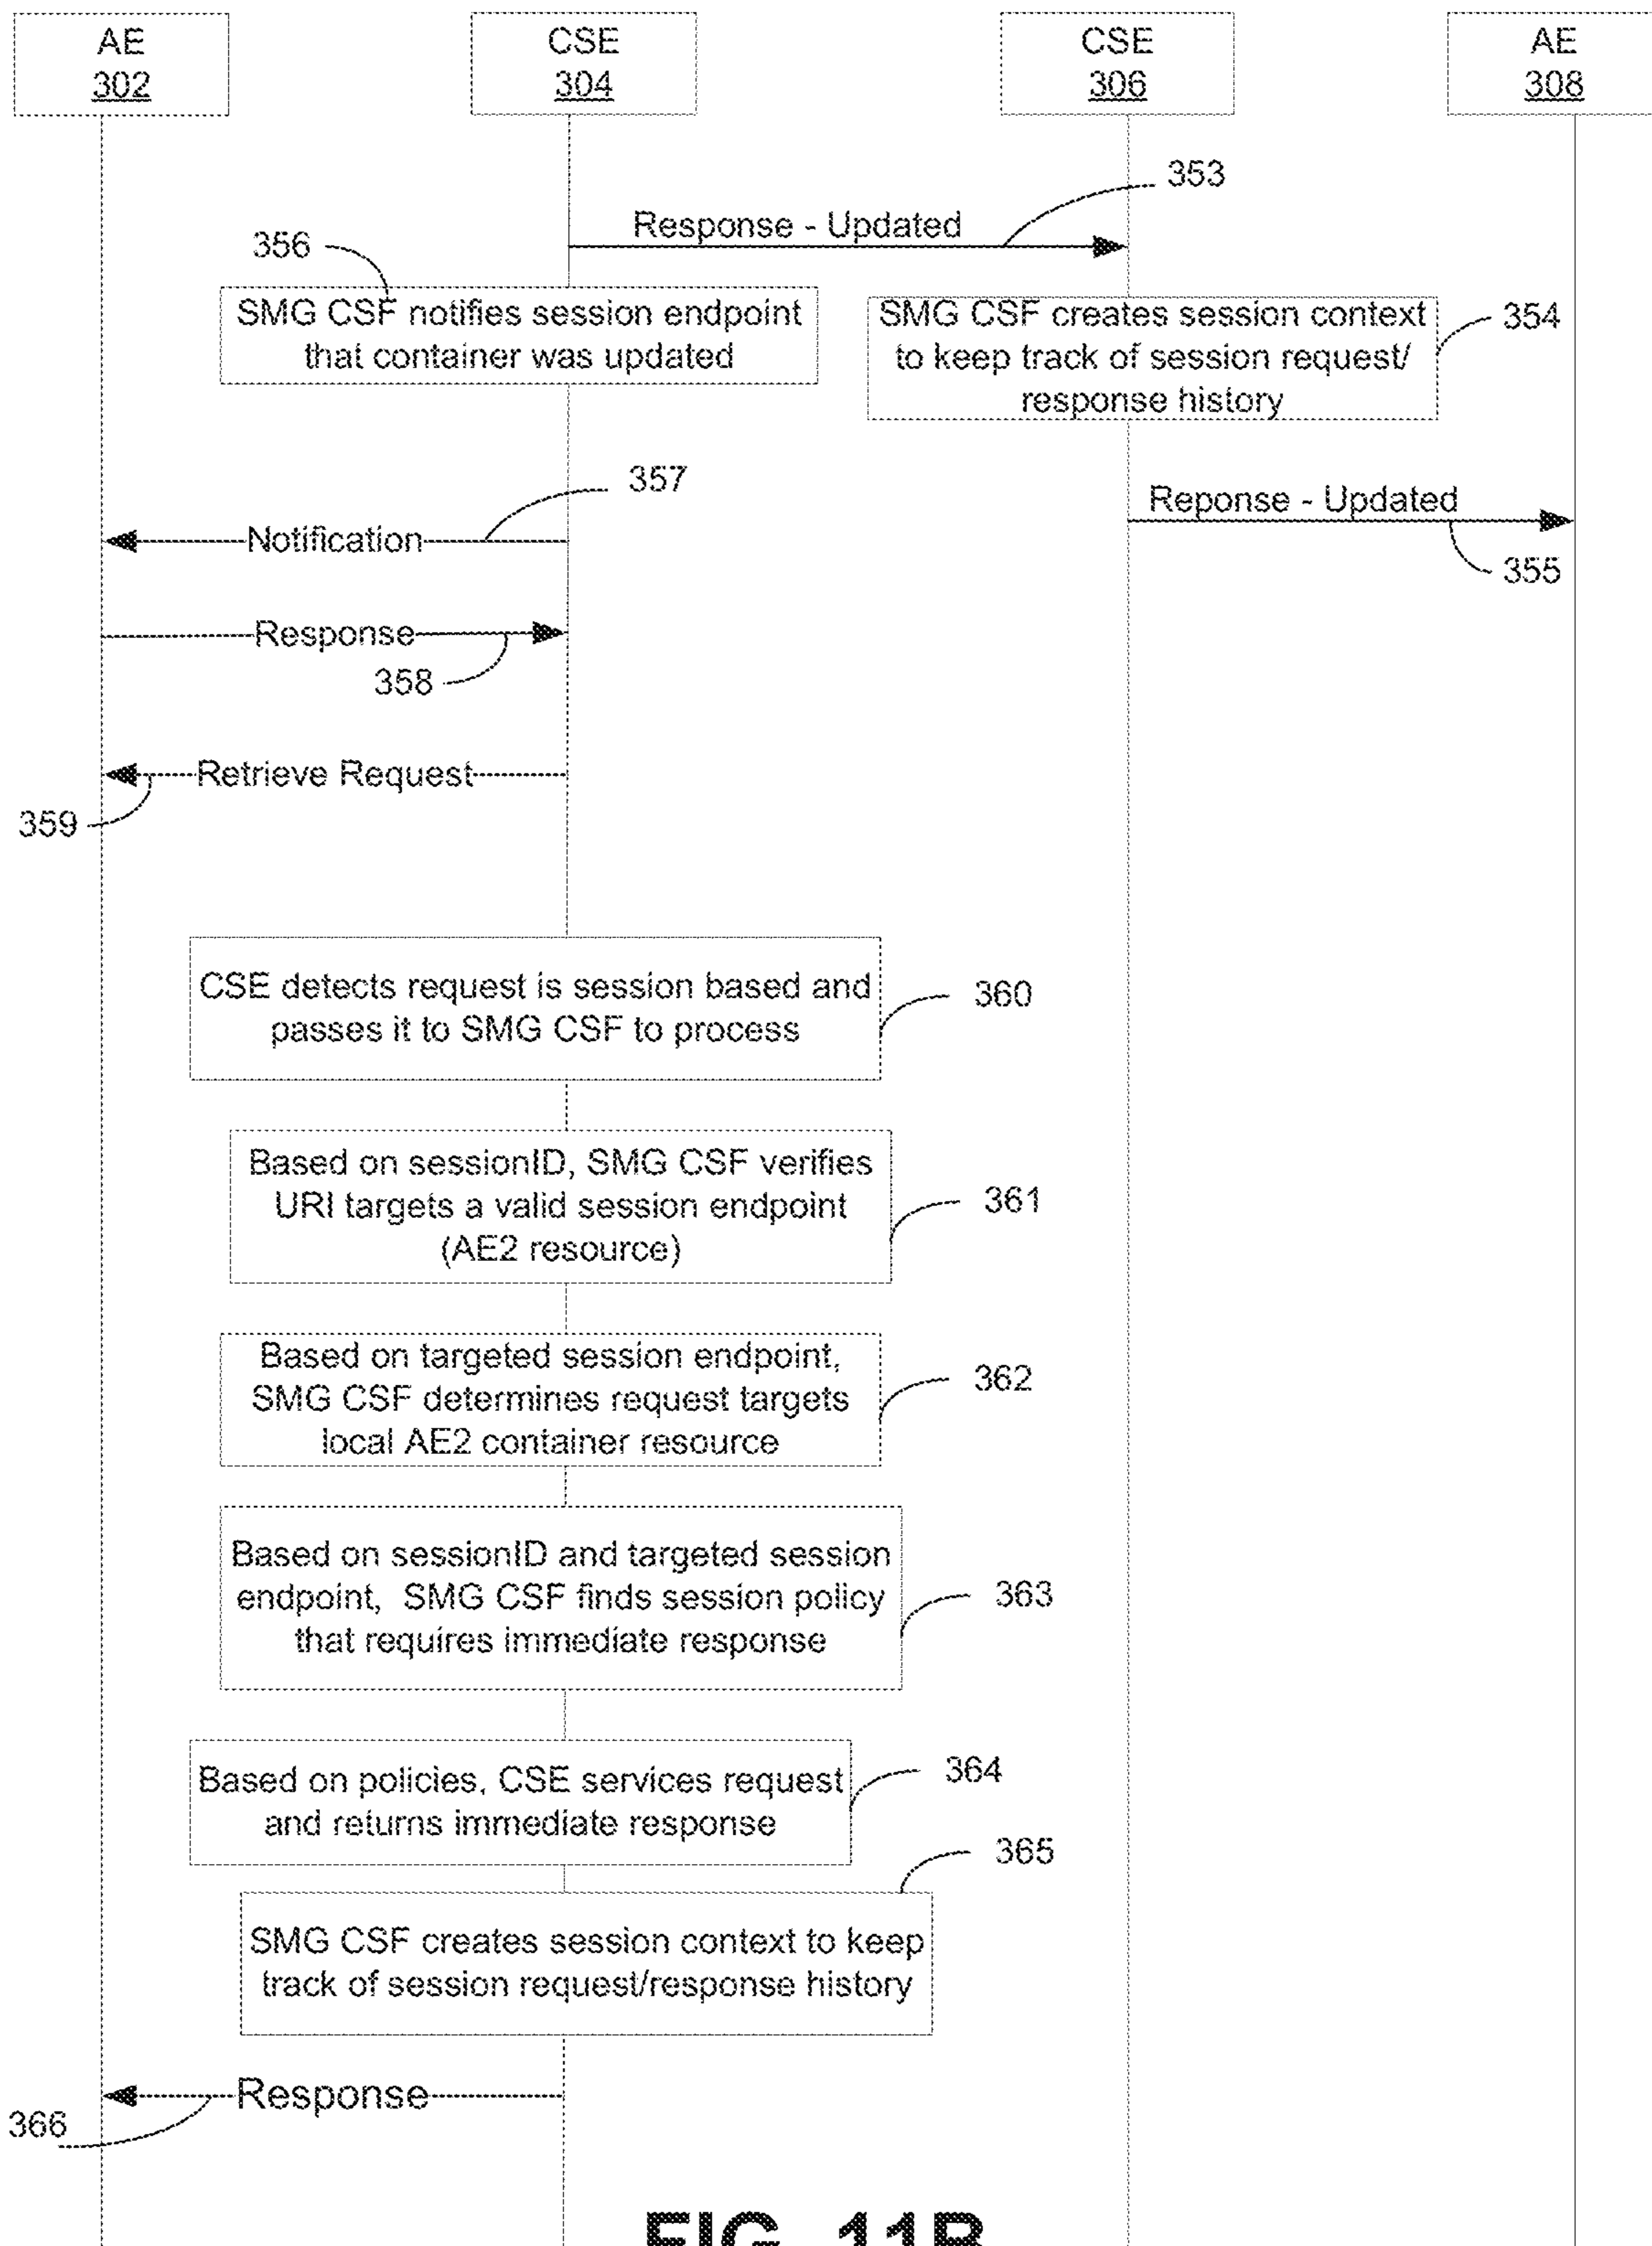 AE
302
CSE
304
CSE
306
AE
308
353
Response - Updated
356
SMG CSF notifies session endpoint
that container was updated
SMG CSF creates session context
to keep track of session request/
response history
354
357
Notification
Reponse - Updated
355
Response
358
Retrieve Request
359
CSE detects request is session based and
passes it to SMG CSF to process
360
Based on sessionID, SMG CSF verifies
URI targets a valid session endpoint
(AE2 resource)
361
Based on targeted session endpoint,
SMG CSF determines request targets
local AE2 container resource
362
Based on sessionID and targeted session
endpoint, SMG CSF finds session policy
that requires immediate response
363
Based on policies, CSE services request
and returns immediate response
364
365
SMG CSF creates session context to keep
track of session request/response history
Response
366
FIG. 11B